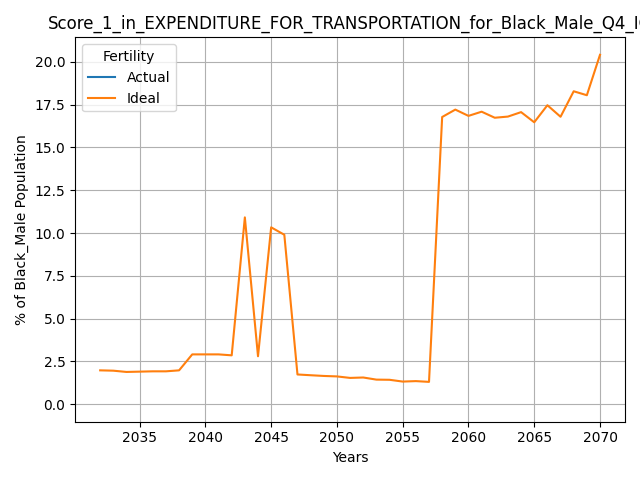 Score_1_in_EXPENDITURE_FOR_TRANSPORTATION_for_Black_Male_Q4_I
Fertility
Actual
Ideal
20.0
17.5
15.0
12.5
10.0
7.5
5.0
2.5
0.0
% of Black_Male Population
2035 2040 2045 2050 2055 2060 2065 2070
Years